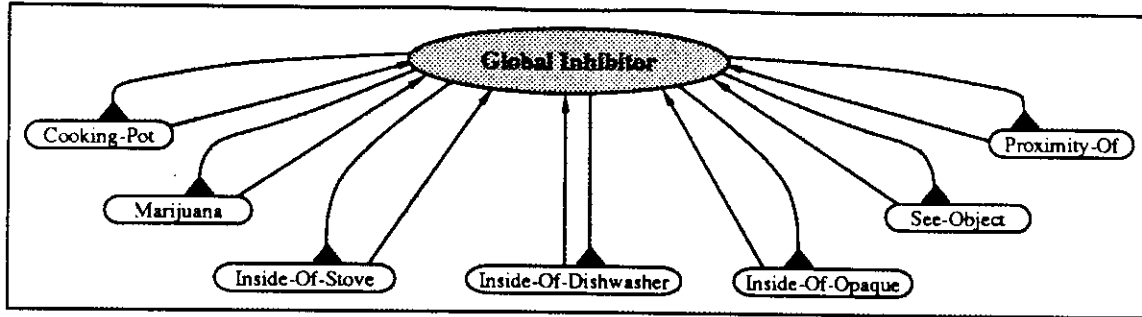 Global Inhibitor
Cooking-Pot
Proximity-Of
Marijuana
See-Object
Inside-Of-Stove
Inside-Of-Dishwasher
Inside-Of-Opaque